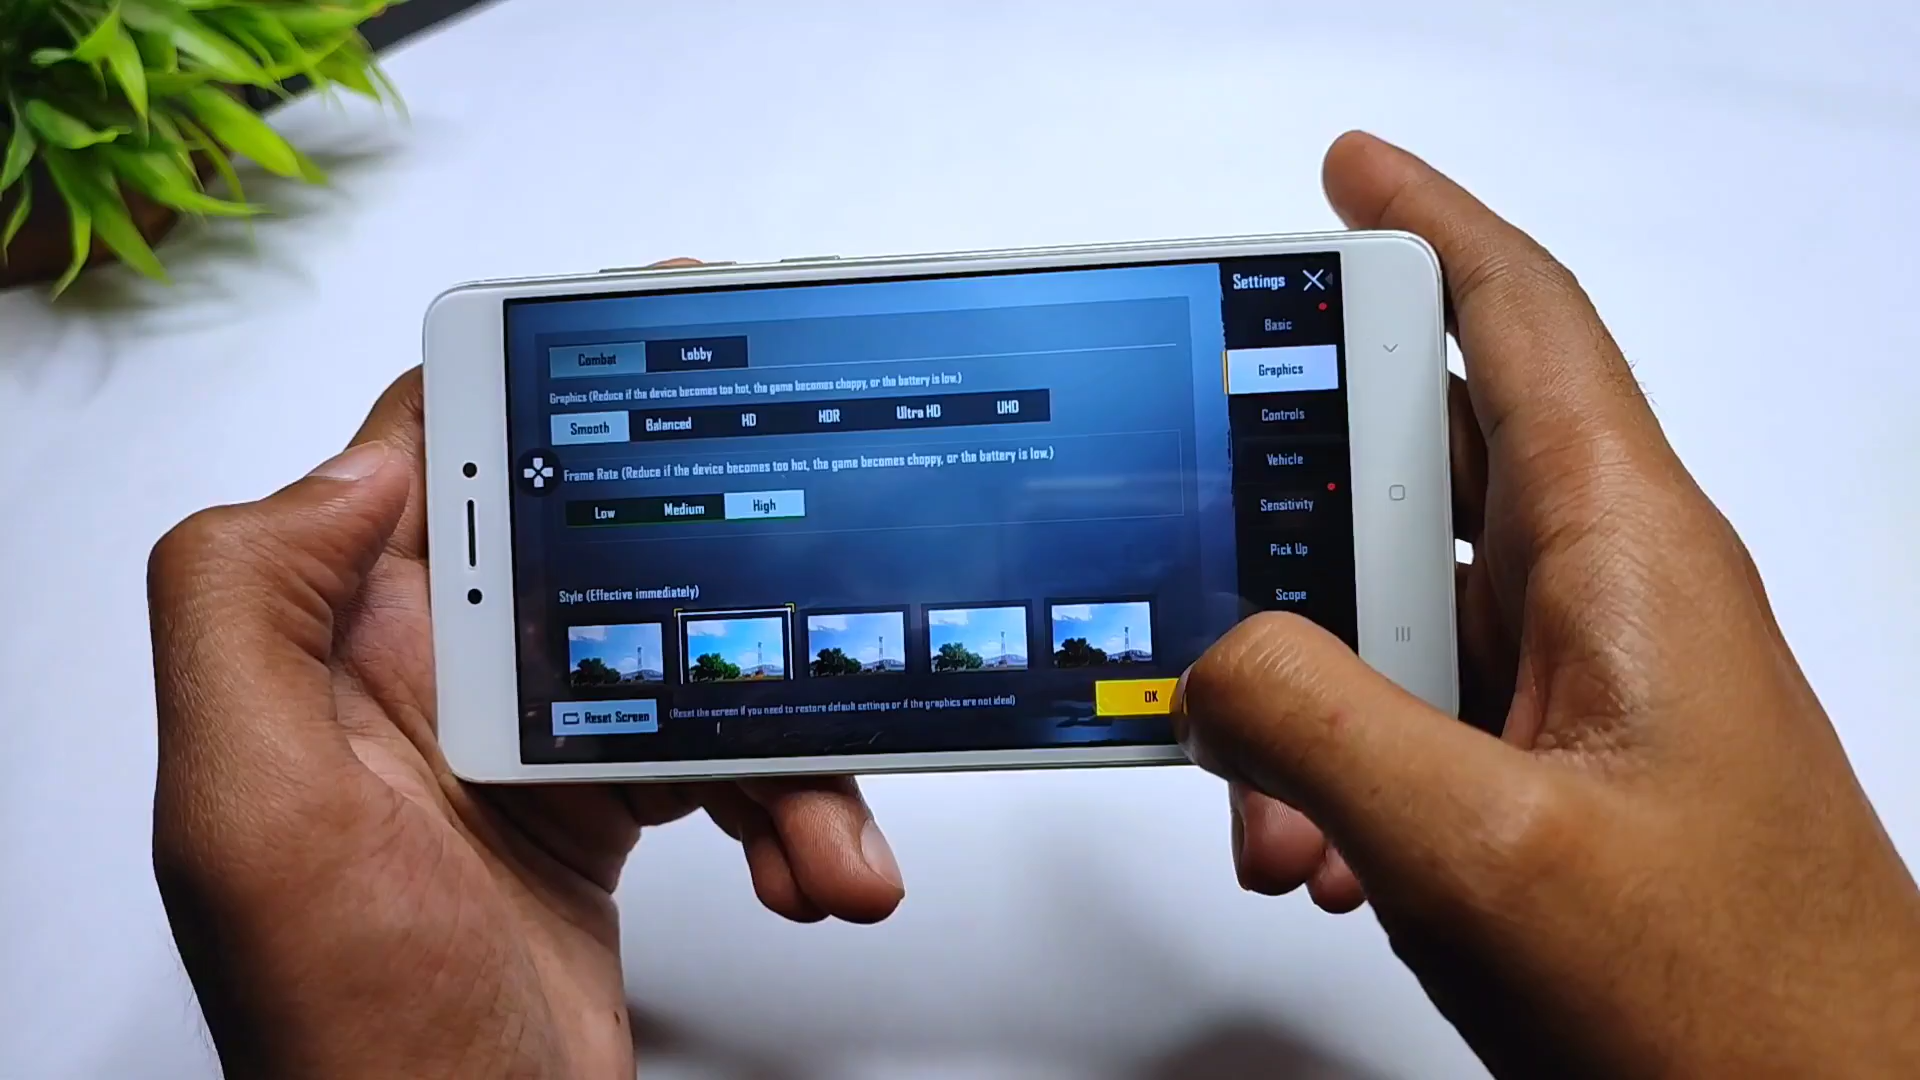 Settings
Basic
Combat Lobby
Graphics
Graphics (Reduce if the device becomes too hot, the game becomes choppy, or the battery is low.)
Smooth Balanced HD HDR Ultra HD UHD
Controls
Frame Rate (Reduce if the device becomes too hot, the game becomes choppy, or the battery is low.)
Vehicle
Low Medium High
Sensitivity
Pick Up
Style (Effective immediately)
Scope
Reset Screen (Reset the screen if you need to restore default settings or if the graphics are not ideal) OK